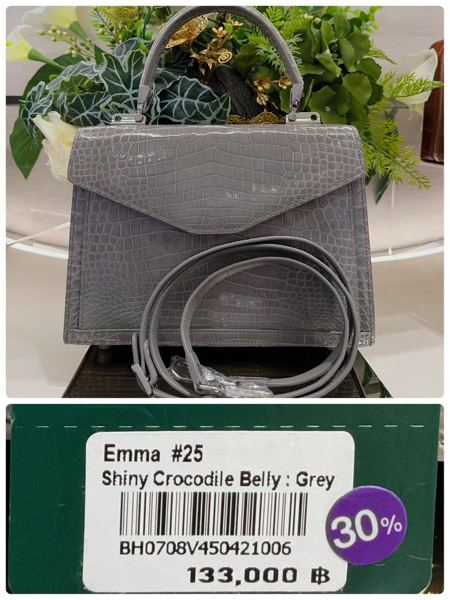 Emma #25
Shiny Crocodile Belly : Grey
BH0708V450421006
30%
133,000 ฿